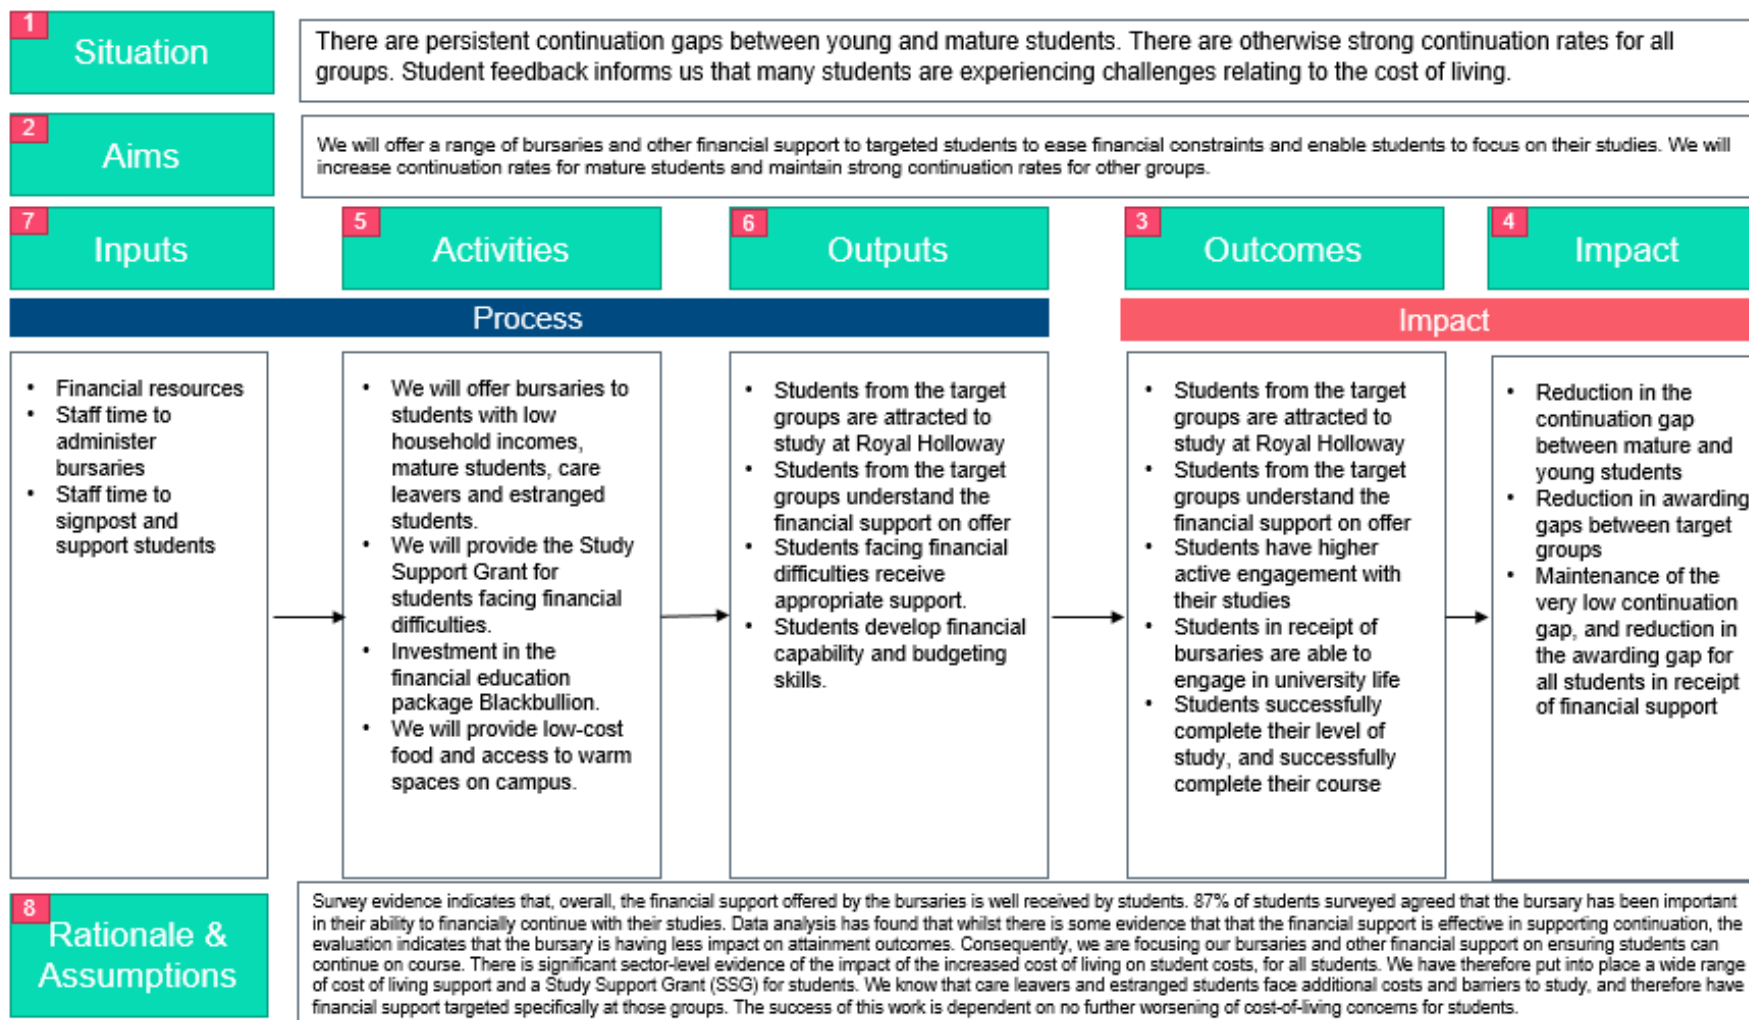 1
Situation
There are persistent continuation gaps between young and mature students. There are otherwise strong continuation rates for all
groups. Student feedback informs us that many students are experiencing challenges relating to the cost of living.
2
Aims
We will offer a range of bursaries and other financial support to targeted students to ease financial constraints and enable students to focus on their studies. We will
increase continuation rates for mature students and maintain strong continuation rates for other groups.
7
Inputs
5
Activities
6
Outputs
3
Outcomes
4
Impact
Process
Impact
• Financial resources
• Staff time to
administer
bursaries
• Staff time to
signpost and
support students
• We will offer bursaries to
students with low
household incomes,
mature students, care
leavers and estranged
students.
• We will provide the Study
Support Grant for
students facing financial
difficulties.
• Investment in the
financial education
package Blackbullion.
• We will provide low-cost
food and access to warm
spaces on campus.
• Students from the target
groups are attracted to
study at Royal Holloway
• Students from the target
groups understand the
financial support on offer
• Students facing financial
difficulties receive
appropriate support.
• Students develop financial
capability and budgeting
skills.
• Students from the target
groups are attracted to
study at Royal Holloway
• Students from the target
groups understand the
financial support on offer
• Students have higher
active engagement with
their studies
• Students in receipt of
bursaries are able to
engage in university life
• Students successfully
complete their level of
study, and successfully
complete their course
• Reduction in the
continuation gap
between mature and
young students
• Reduction in awarding
gaps between target
groups
• Maintenance of the
very low continuation
gap, and reduction in
the awarding gap for
all students in receipt
of financial support
8
Rationale &
Assumptions
Survey evidence indicates that, overall, the financial support offered by the bursaries is well received by students. 87% of students surveyed agreed that the bursary has been important
in their ability to financially continue with their studies. Data analysis has found that whilst there is some evidence that that the financial support is effective in supporting continuation, the
evaluation indicates that the bursary is having less impact on attainment outcomes. Consequently, we are focusing our bursaries and other financial support on ensuring students can
continue on course. There is significant sector-level evidence of the impact of the increased cost of living on student costs, for all students. We have therefore put into place a wide range
of cost of living support and a Study Support Grant (SSG) for students. We know that care leavers and estranged students face additional costs and barriers to study, and therefore have
financial support targeted specifically at those groups. The success of this work is dependent on no further worsening of cost-of-living concerns for students.